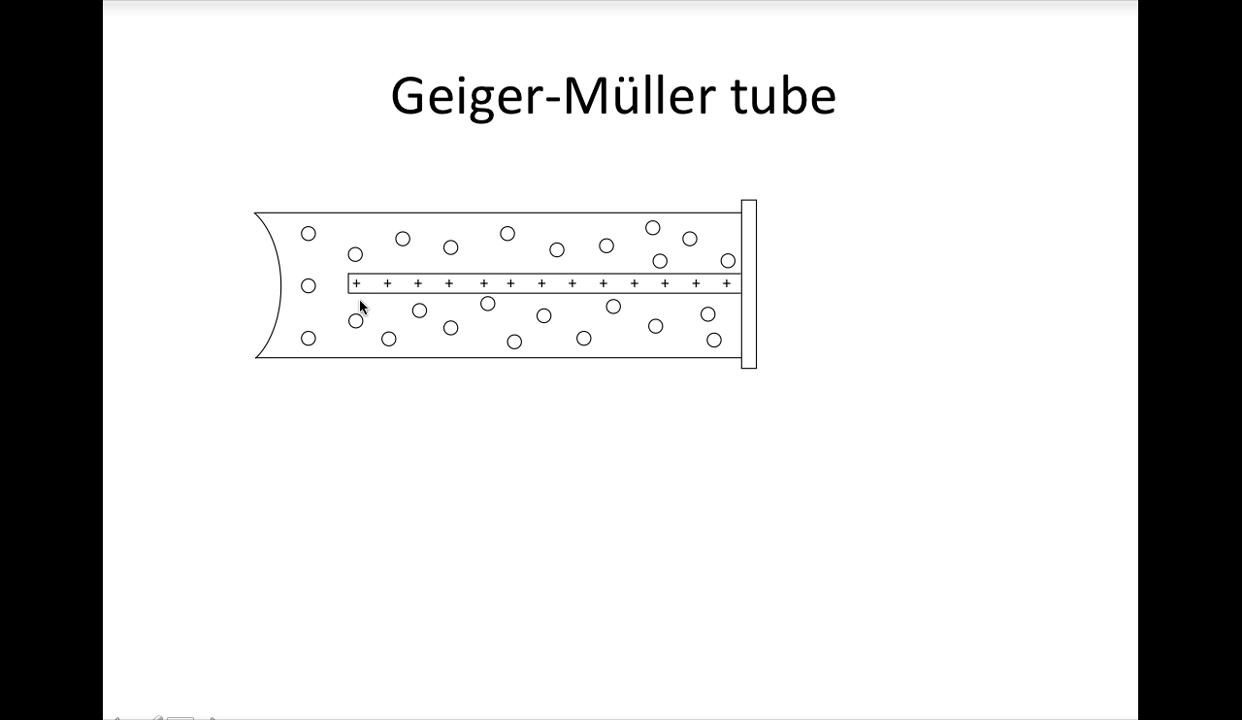 Geiger-Müller tube
+ + + + + + + + + + + + +